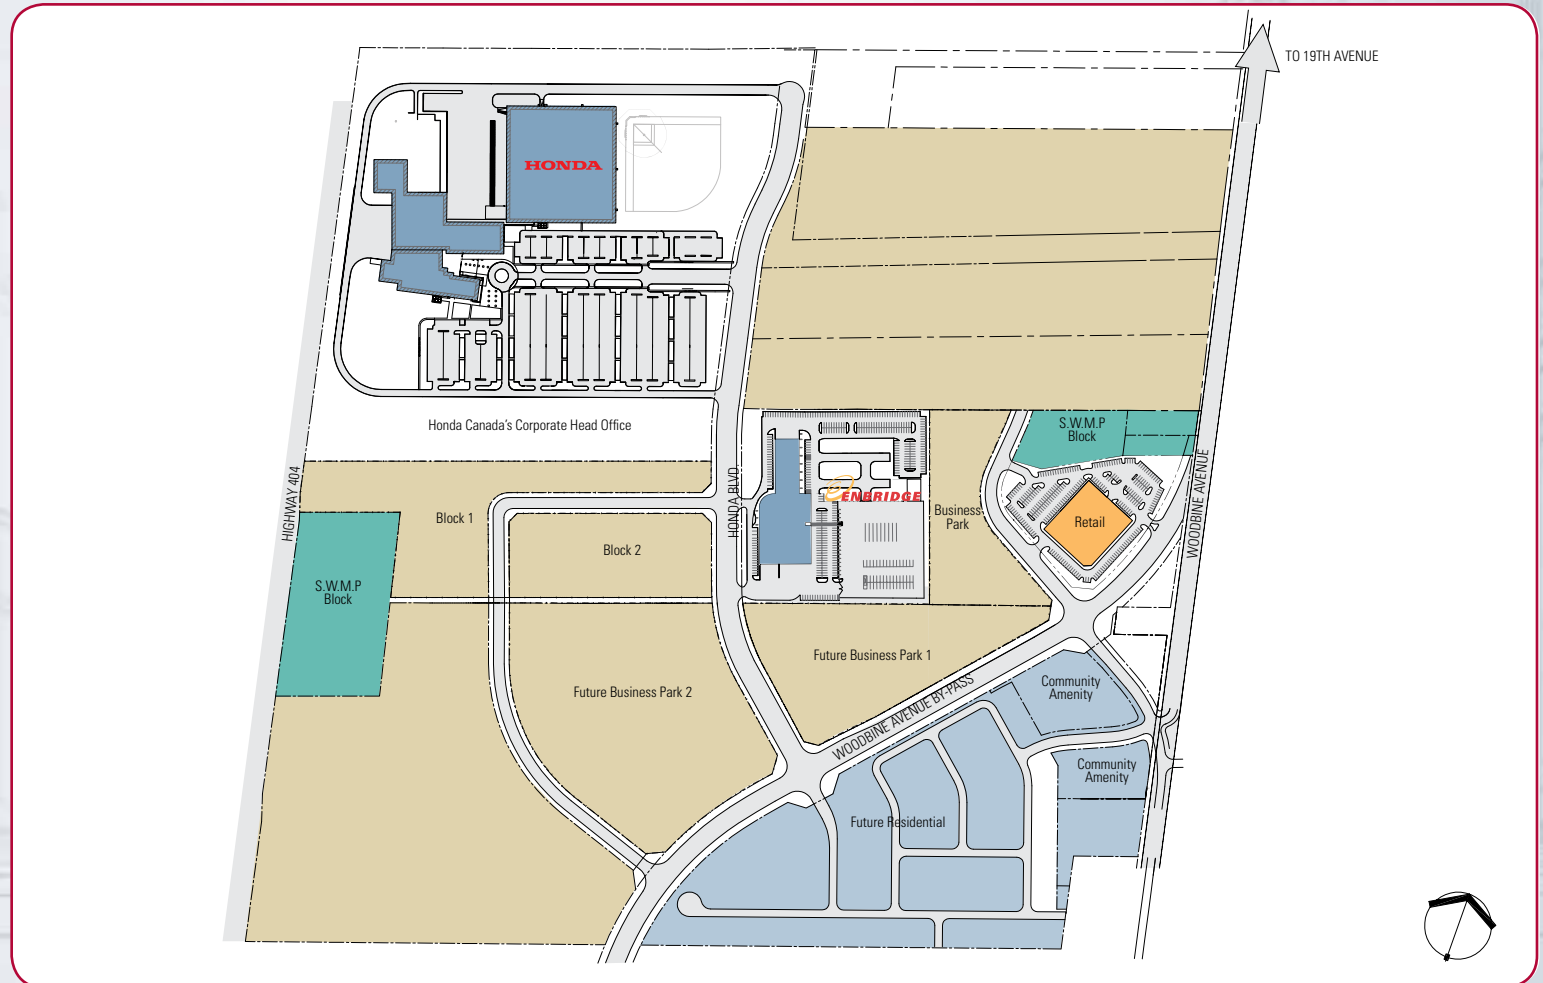 TO 19TH AVENUE
HONDA
Honda Canada's Corporate Head Office
S.W.M.P
Block
HIGHWAY 404
HONDA BLVD.
WOODBINE AVENUE
ENBRIDGE
Business
Park
Retail
Block 1
Block 2
S.W.M.P
Block
Future Business Park 1
Future Business Park 2
WOODBINE AVENUE BY-PASS
Community
Amenity
Community
Amenity
Future Residential